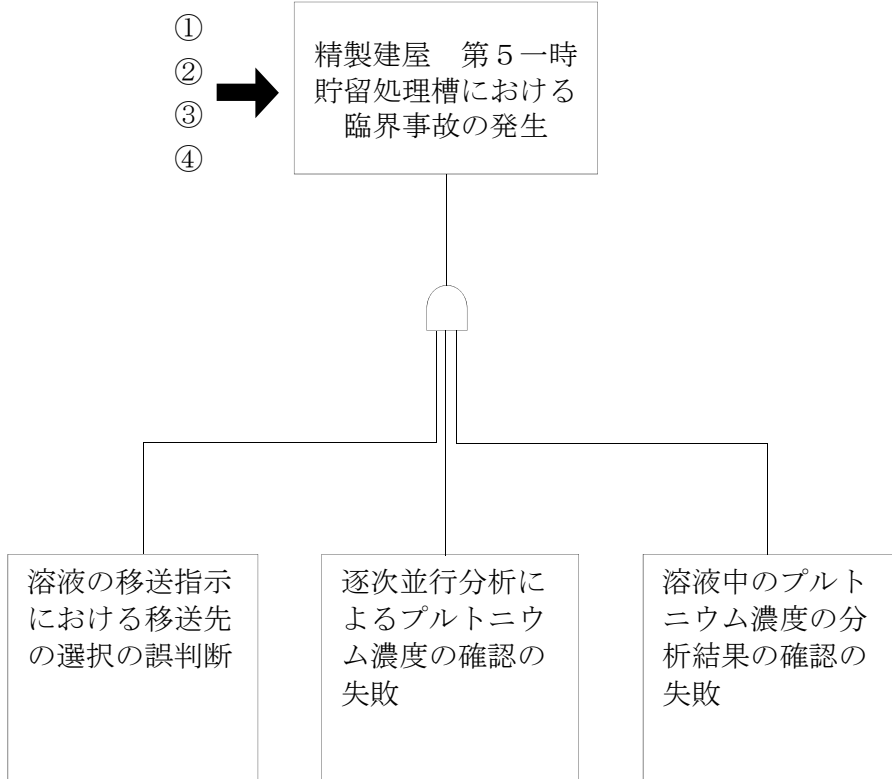 ①
②
③
④
精製建屋　第５一時
貯留処理槽における
臨界事故の発生
溶液の移送指示
における移送先
の選択の誤判断
逐次並行分析に
よるプルトニウ
ム濃度の確認の
失敗
溶液中のプルト
ニウム濃度の分
析結果の確認の
失敗